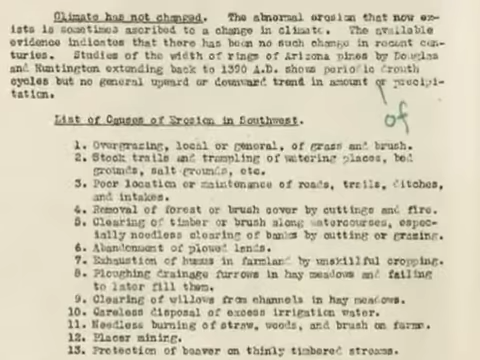 Climate has not changed. The abnormal erosion that now ex-
ists is sometimes ascribed to a change in climate. The available
evidence indicates that there has been no such change in recent cen-
turies. Studies of the width of rings of Arizona pines by Douglas
and Huntington extending back to 1390 A.D. show periodic drouth
cycles but no general upward or downward trend in amount or precipi-
tation.
of
List of Causes of Erosion in Southwest.
1. Overgrazing, local or general, of grass and brush.
2. Stock trails and trampling of watering places, bed
grounds, salt grounds, etc.
3. Poor location or maintenance of roads, trails, ditches,
and intakes.
4. Removal of forest or brush cover by cuttings and fire.
5. Clearing of timber or brush along watercourses, espec-
ially needless clearing of banks by cutting or grazing.
6. Abandonment of plowed lands.
7. Exhaustion of humus in farmland by unskillful cropping.
8. Ploughing drainage furrows in hay meadows and failing
to later fill them.
9. Clearing of willows from channels in hay meadows.
10. Careless disposal of excess irrigation water.
11. Needless burning of straw, woods, and brush on farms.
12. Placer mining.
13. Protection of beaver on thinly timbered streams.